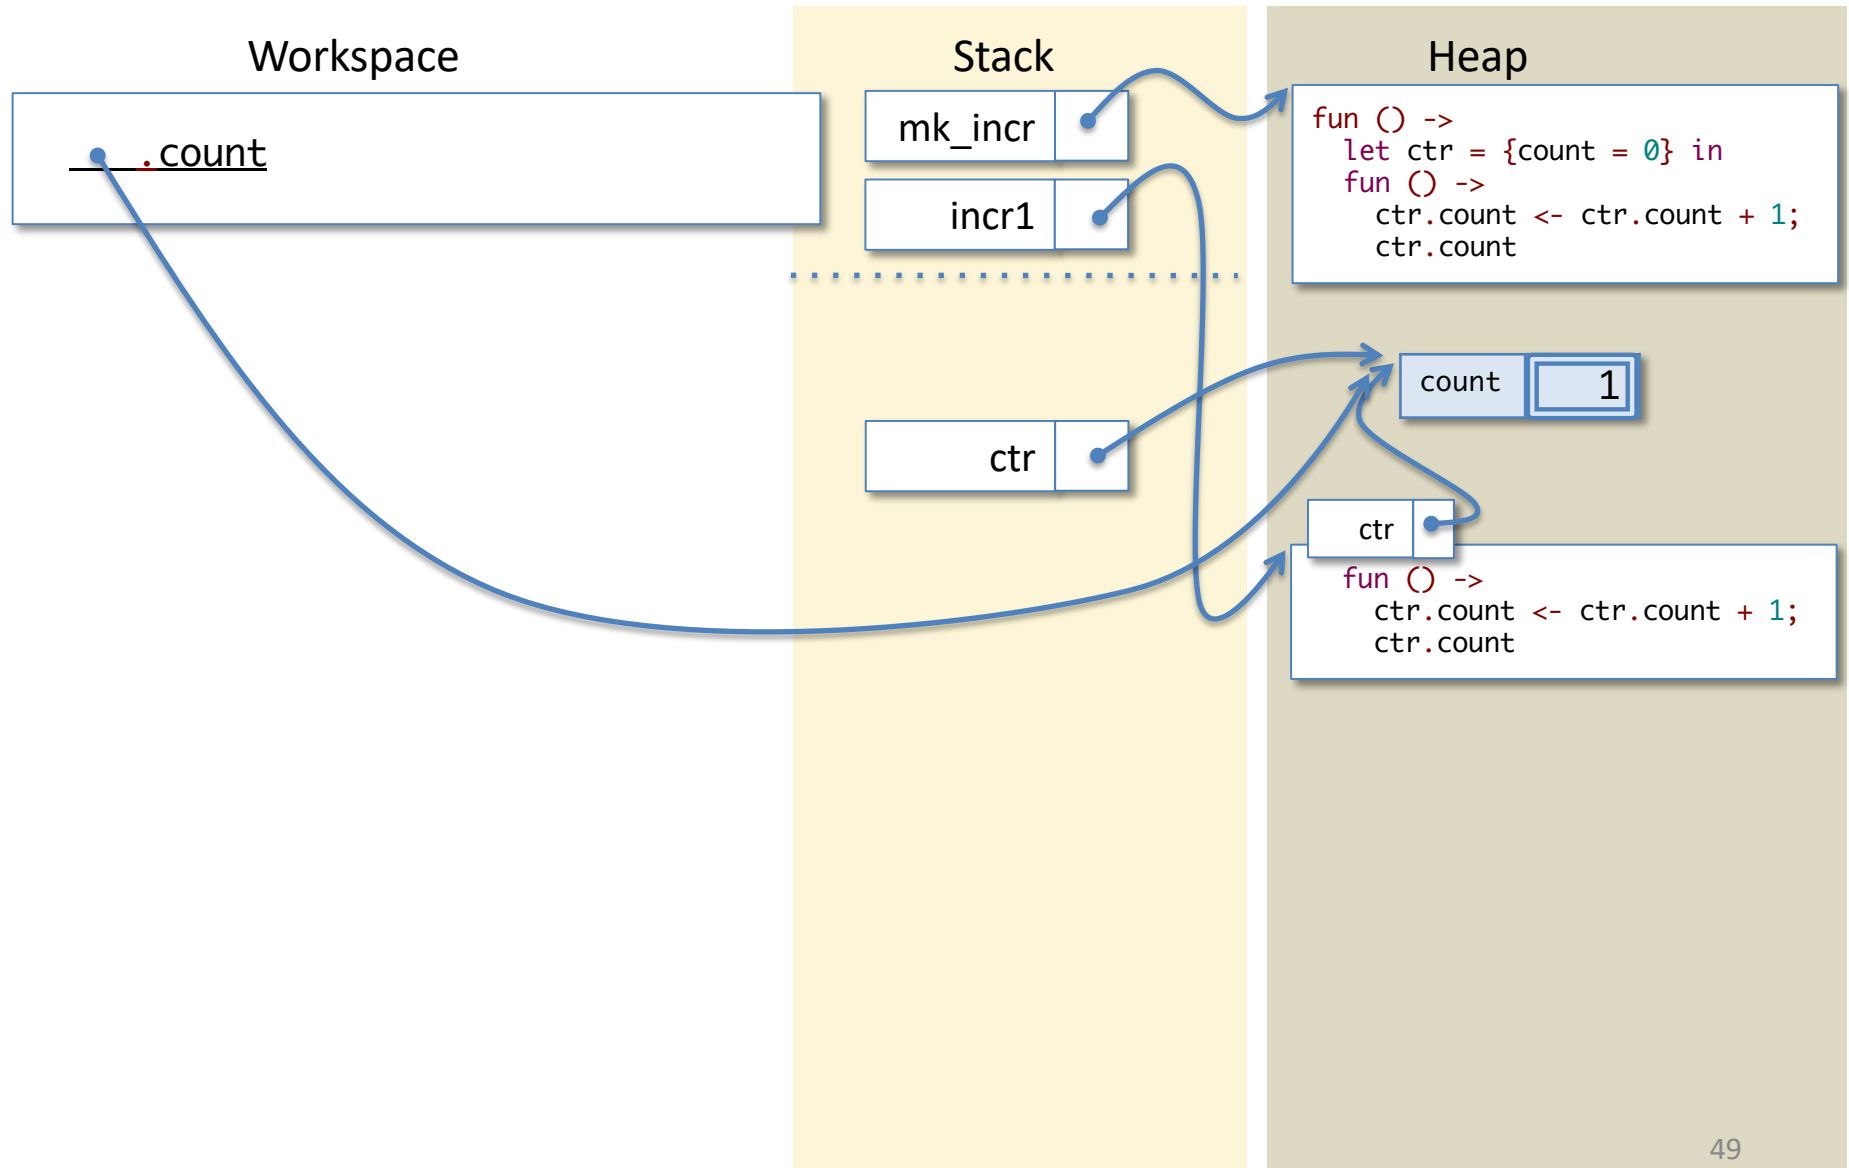 Workspace
Stack
Heap
.count
mk_incr
incr1
ctr
fun () ->
let ctr = {count = 0} in
fun () ->
ctr.count <- ctr.count + 1;
ctr.count
count 1
ctr
fun () ->
ctr.count <- ctr.count + 1;
ctr.count
49